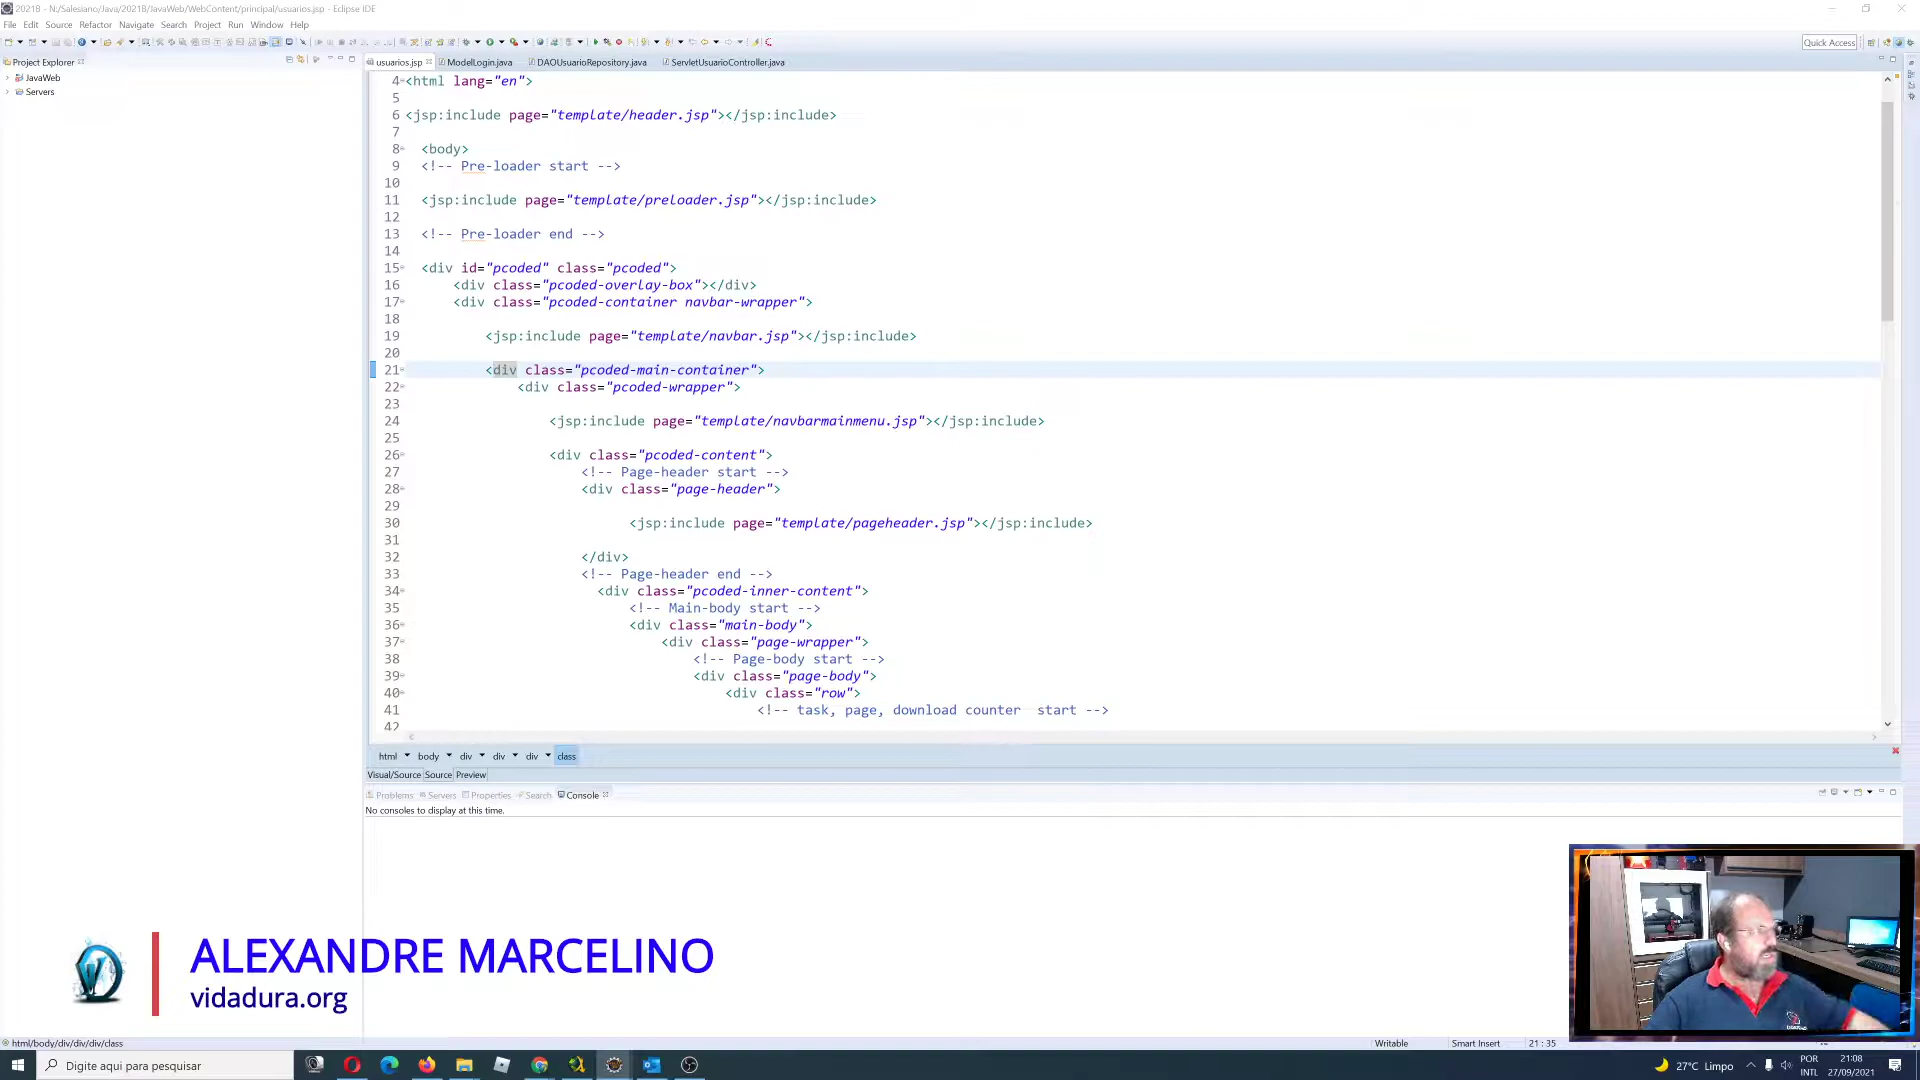 2021B - N:/Salesiano/Java/2021B/JavaWeb/WebContent/principal/usuarios.jsp - Eclipse IDE
File Edit Source Refactor Navigate Search Project Run Window Help
Quick Access
Project Explorer
JavaWeb
Servers
usuarios.jsp ModelLogin.java DAOUsuarioRepository.java ServletUsuarioController.java
4 <html lang="en">
5
6 <jsp:include page="template/header.jsp"></jsp:include>
7
8 <body>
9 <!-- Pre-loader start -->
10
11 <jsp:include page="template/preloader.jsp"></jsp:include>
12
13 <!-- Pre-loader end -->
14
15 <div id="pcoded" class="pcoded">
16 <div class="pcoded-overlay-box"></div>
17 <div class="pcoded-container navbar-wrapper">
18
19 <jsp:include page="template/navbar.jsp"></jsp:include>
20
21 <div class="pcoded-main-container">
22 <div class="pcoded-wrapper">
23
24 <jsp:include page="template/navbarmainmenu.jsp"></jsp:include>
25
26 <div class="pcoded-content">
27 <!-- Page-header start -->
28 <div class="page-header">
29
30 <jsp:include page="template/pageheader.jsp"></jsp:include>
31
32 </div>
33 <!-- Page-header end -->
34 <div class="pcoded-inner-content">
35 <!-- Main-body start -->
36 <div class="main-body">
37 <div class="page-wrapper">
38 <!-- Page-body start -->
39 <div class="page-body">
40 <div class="row">
41 <!-- task, page, download counter  start -->
42
html body div div div class
Visual/Source Source Preview
Problems Servers Properties Search Console
No consoles to display at this time.
ALEXANDRE MARCELINO
vidadura.org
html/body/div/div/div/class
Writable Smart Insert 21 : 35
Digite aqui para pesquisar
27°C Limpo
POR
INTL
21:08
27/09/2021